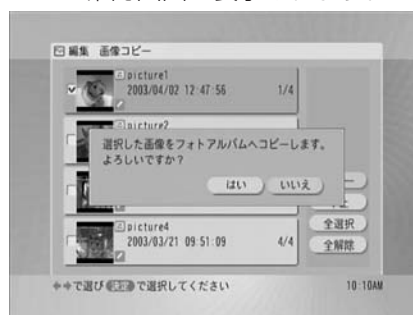 編集 画像コピー
picture1
2003/04/02 12:47:56 1/4
picture2
選択した画像をフォトアルバムへコピーします。
よろしいですか？
はい いいえ
全選択
picture4
2003/03/21 09:51:09 4/4
全解除
で選び 決定 で選択してください 10:10AM